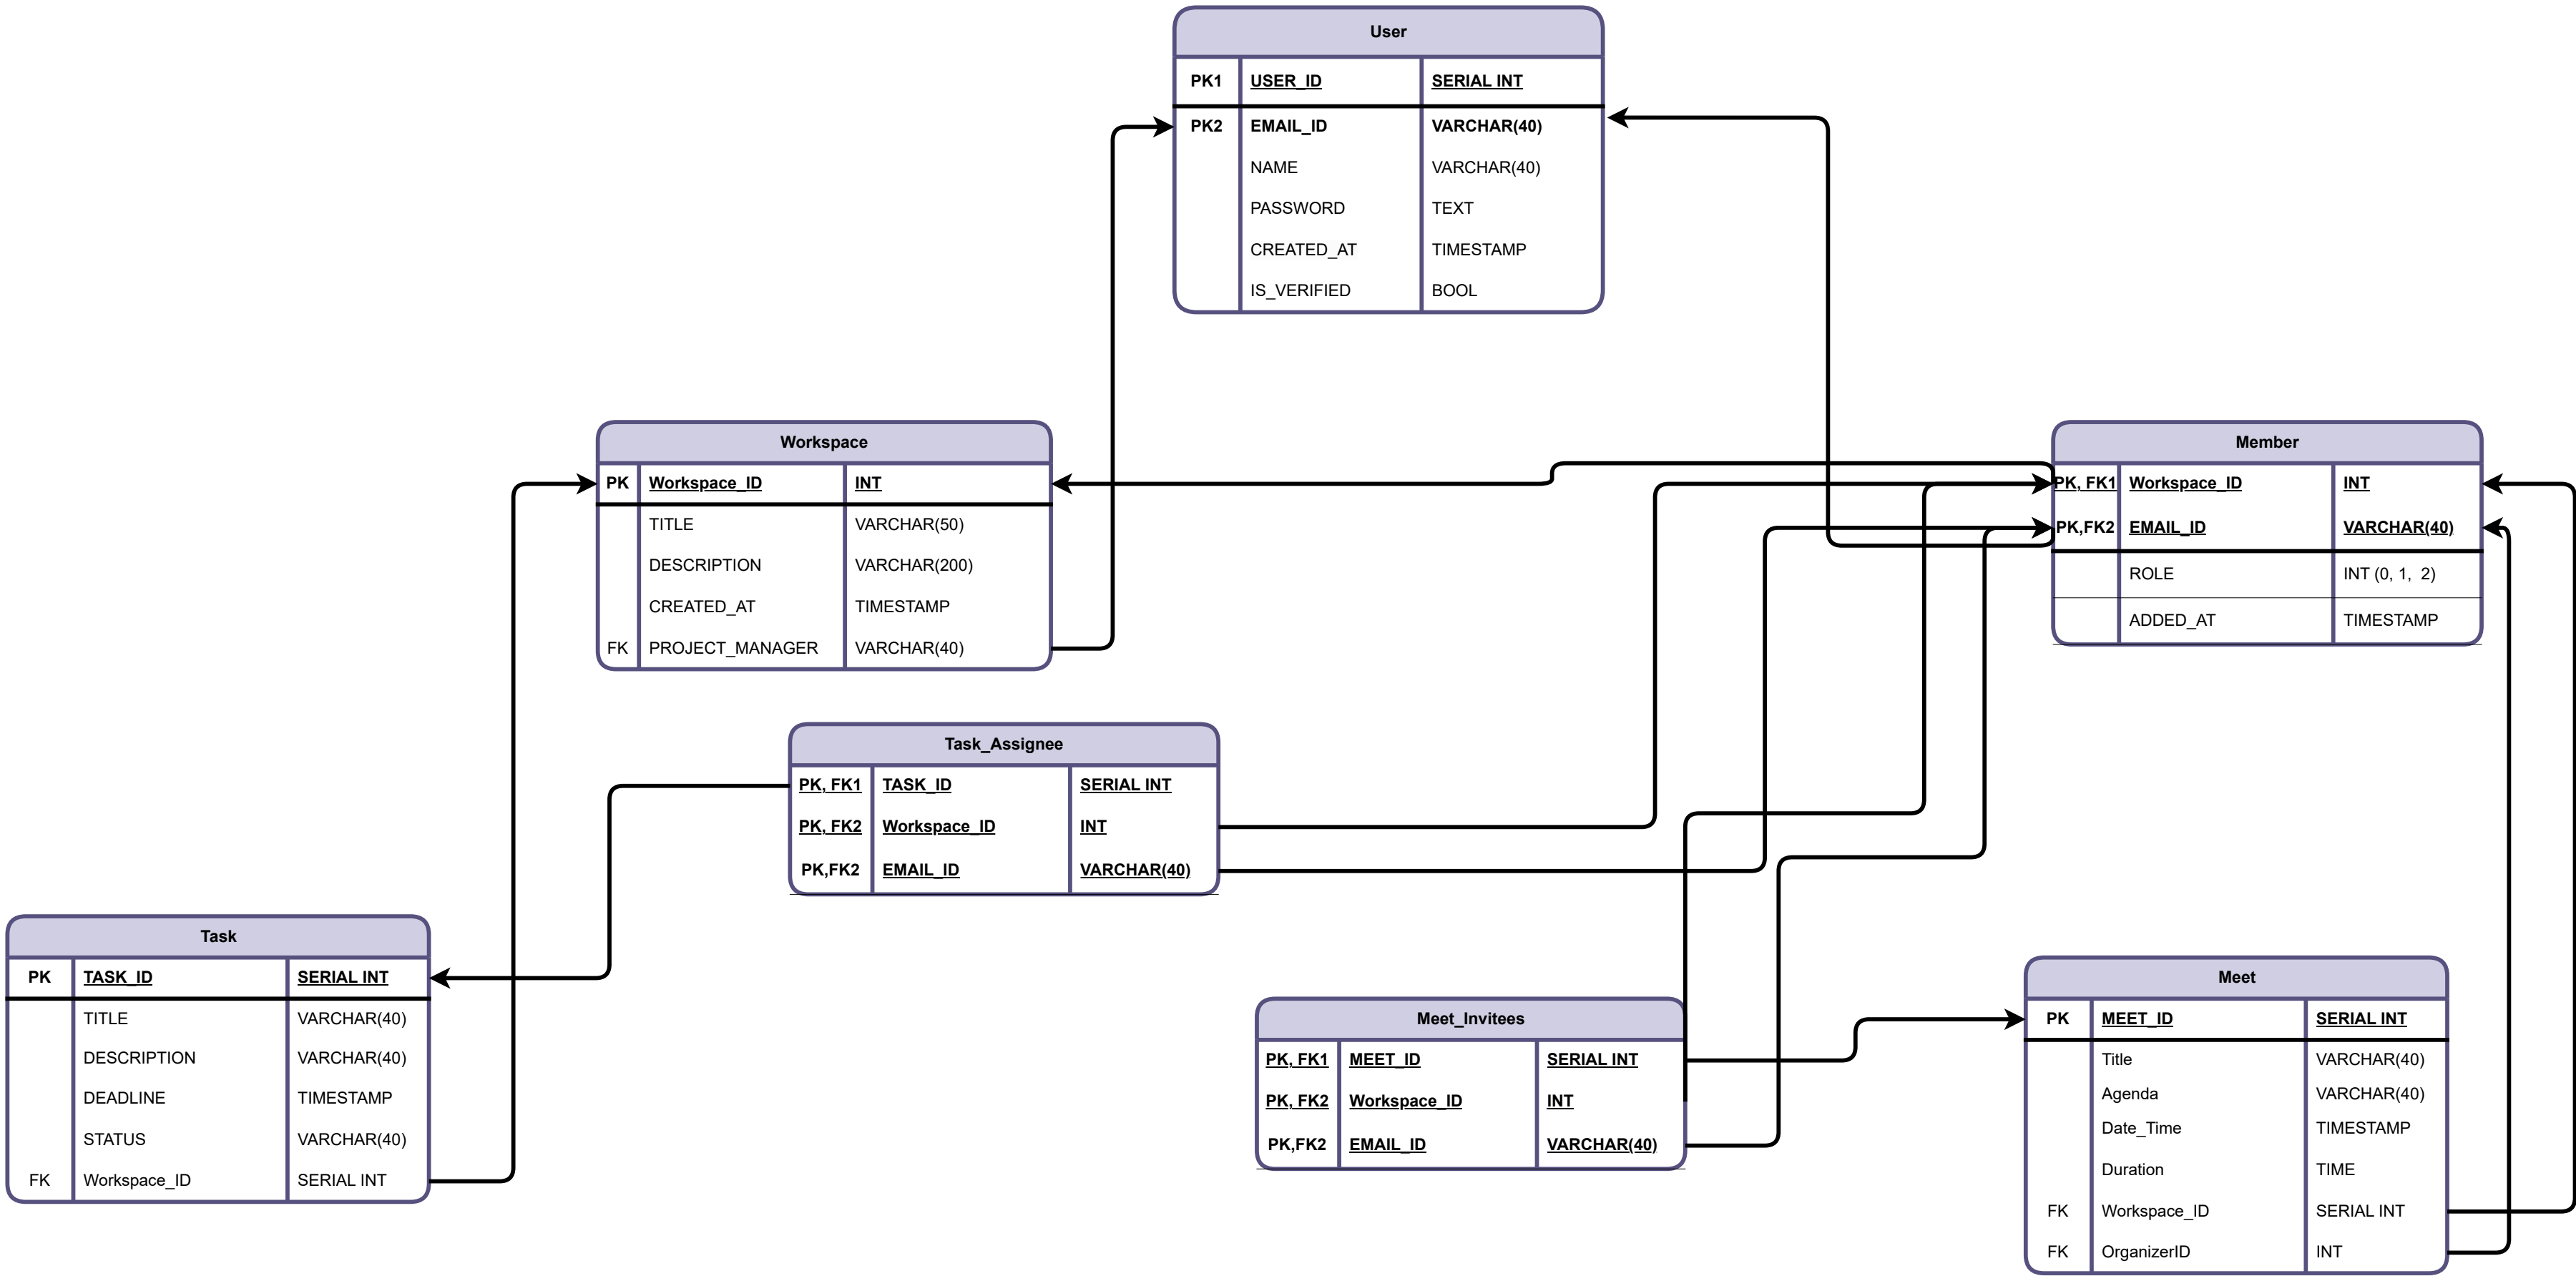 User
PK1 USER_ID SERIAL INT
PK2 EMAIL_ID VARCHAR(40)
NAME VARCHAR(40)
PASSWORD TEXT
CREATED_AT TIMESTAMP
IS_VERIFIED BOOL
Workspace
PK Workspace_ID INT
TITLE VARCHAR(50)
DESCRIPTION VARCHAR(200)
CREATED_AT TIMESTAMP
FK PROJECT_MANAGER VARCHAR(40)
Member
PK, FK1 Workspace_ID INT
PK,FK2 EMAIL_ID VARCHAR(40)
ROLE INT (0, 1, 2)
ADDED_AT TIMESTAMP
Task_Assignee
PK, FK1 TASK_ID SERIAL INT
PK, FK2 Workspace_ID INT
PK,FK2 EMAIL_ID VARCHAR(40)
Task
PK TASK_ID SERIAL INT
TITLE VARCHAR(40)
DESCRIPTION VARCHAR(40)
DEADLINE TIMESTAMP
STATUS VARCHAR(40)
FK Workspace_ID SERIAL INT
Meet_Invitees
PK, FK1 MEET_ID SERIAL INT
PK, FK2 Workspace_ID INT
PK,FK2 EMAIL_ID VARCHAR(40)
Meet
PK MEET_ID SERIAL INT
Title VARCHAR(40)
Agenda VARCHAR(40)
Date_Time TIMESTAMP
Duration TIME
FK Workspace_ID SERIAL INT
FK OrganizerID INT